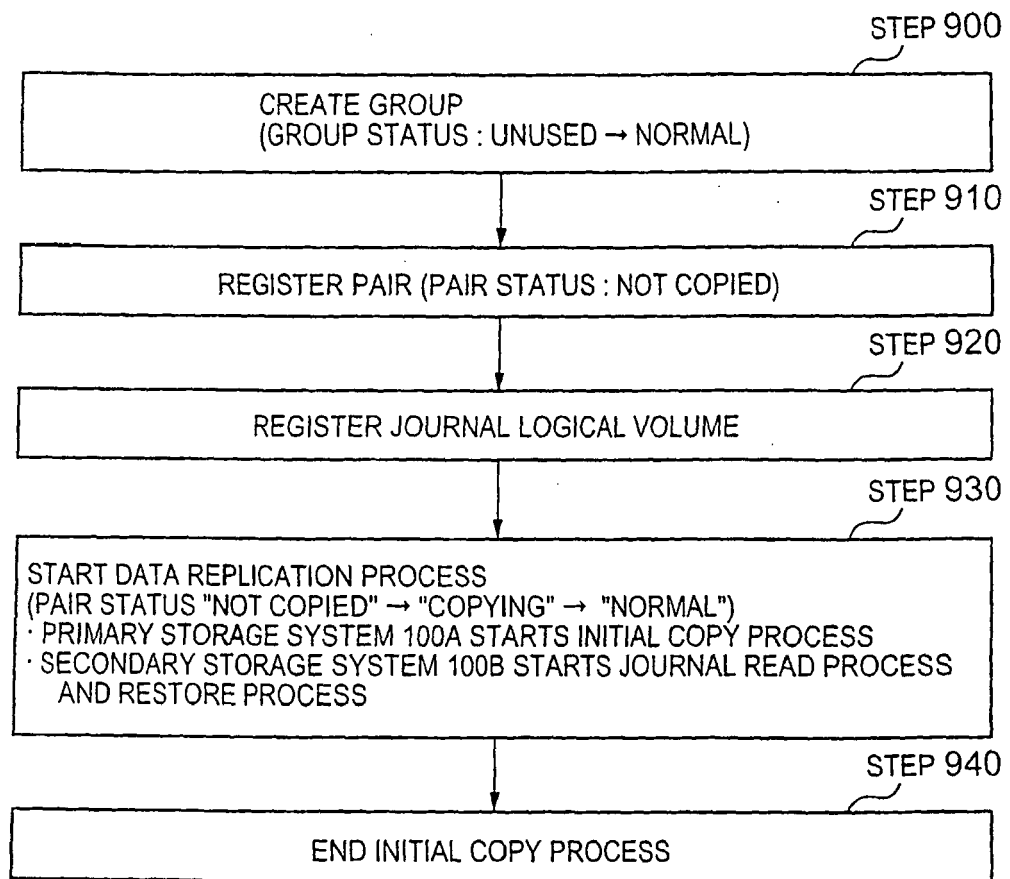 STEP 900
CREATE GROUP
(GROUP STATUS : UNUSED → NORMAL)
STEP 910
REGISTER PAIR (PAIR STATUS : NOT COPIED)
STEP 920
REGISTER JOURNAL LOGICAL VOLUME
STEP 930
START DATA REPLICATION PROCESS
(PAIR STATUS "NOT COPIED" → "COPYING" → "NORMAL")
· PRIMARY STORAGE SYSTEM 100A STARTS INITIAL COPY PROCESS
· SECONDARY STORAGE SYSTEM 100B STARTS JOURNAL READ PROCESS
AND RESTORE PROCESS
STEP 940
END INITIAL COPY PROCESS